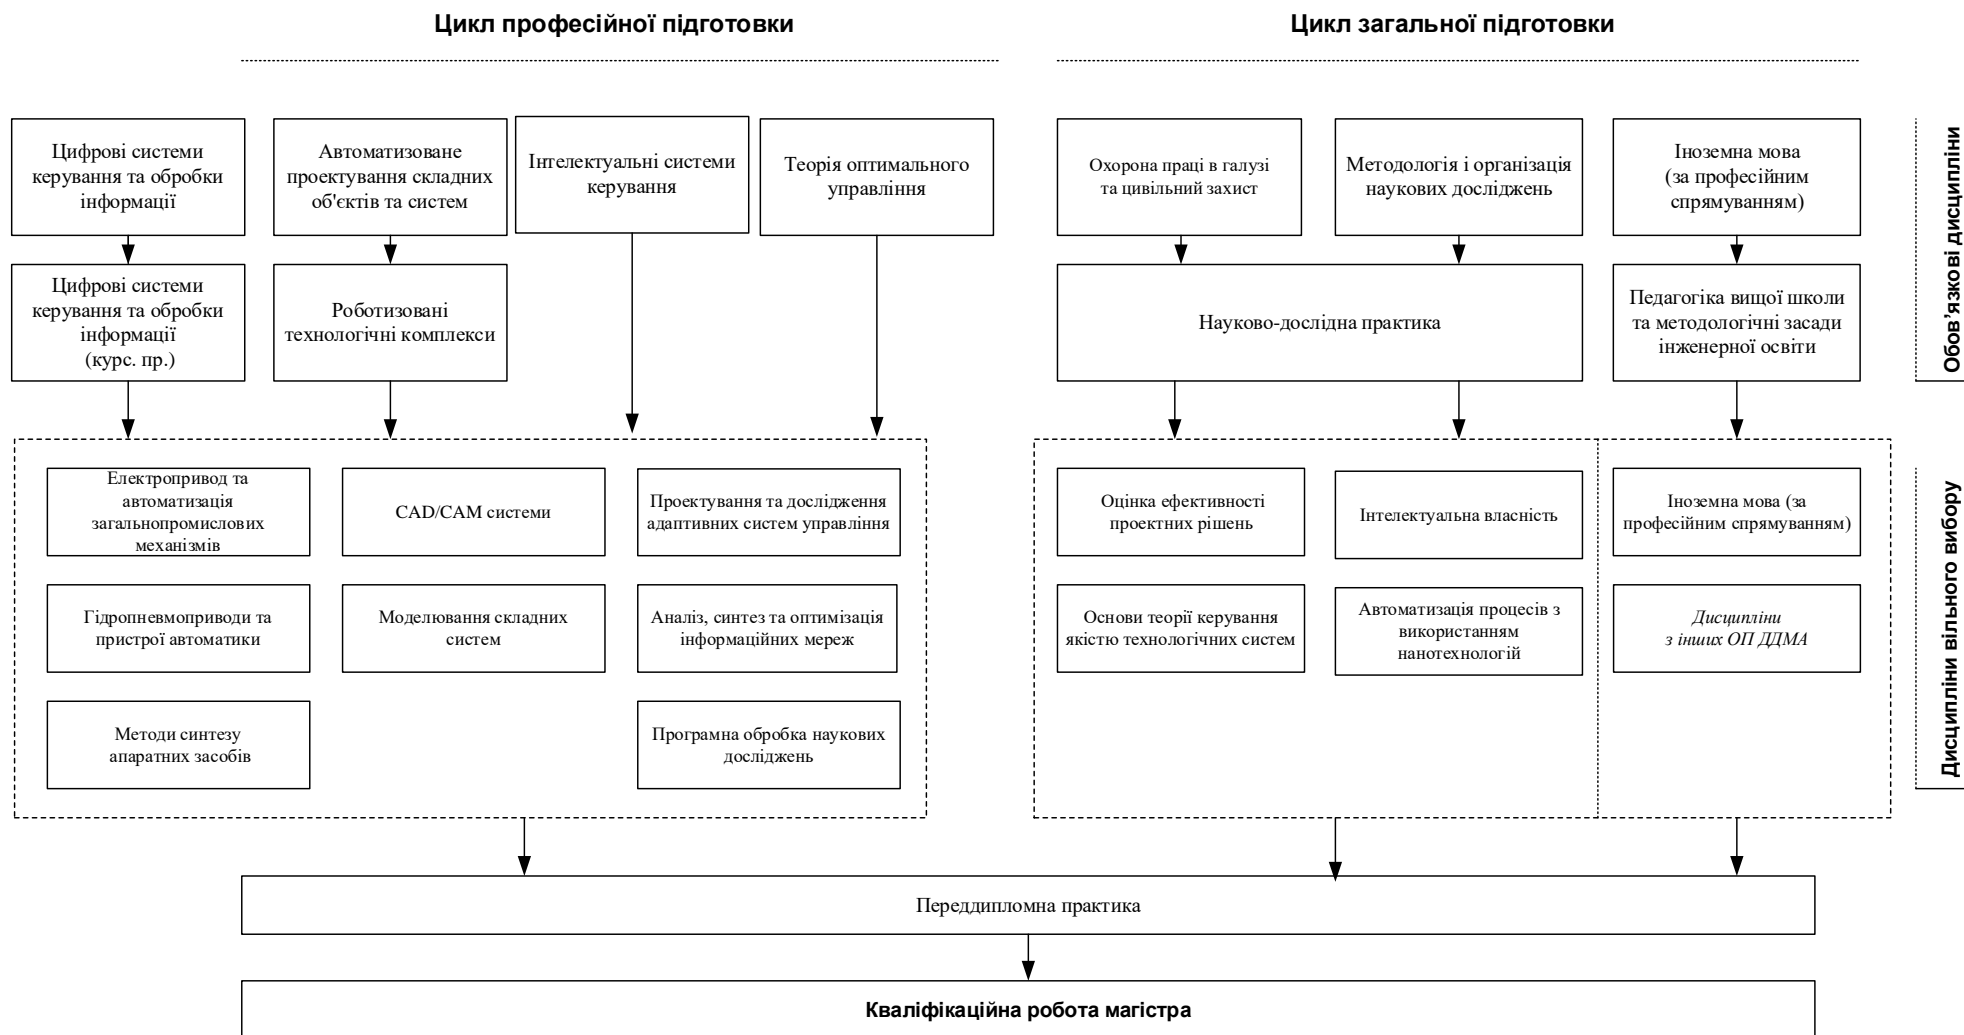 Цикл професійної підготовки
Цикл загальної підготовки
Цифрові системи
керування та обробки
інформації
Автоматизоване
проектування складних
об'єктів та систем
Інтелектуальні системи
керування
Теорія оптимального
управління
Охорона праці в галузі
та цивільний захист
Методологія і організація
наукових досліджень
Іноземна мова
(за професійним
спрямуванням)
Обов’язкові дисципліни
Цифрові системи
керування та обробки
інформації
(курс. пр.)
Роботизовані
технологічні комплекси
Науково-дослідна практика
Педагогіка вищої школи
та методологічні засади
інженерної освіти
Електропривод та
автоматизація
загальнопромислових
механізмів
CAD/CAM системи
Проектування та дослідження
адаптивних систем управління
Оцінка ефективності
проектних рішень
Інтелектуальна власність
Іноземна мова (за
професійним спрямуванням)
Дисципліни вільного вибору
Гідропневмоприводи та
пристрої автоматики
Моделювання складних
систем
Аналіз, синтез та оптимізація
інформаційних мереж
Основи теорії керування
якістю технологічних систем
Автоматизація процесів з
використанням
нанотехнологій
Дисципліни
з інших ОП ДДМА
Методи синтезу
апаратних засобів
Програмна обробка наукових
досліджень
Переддипломна практика
Кваліфікаційна робота магістра